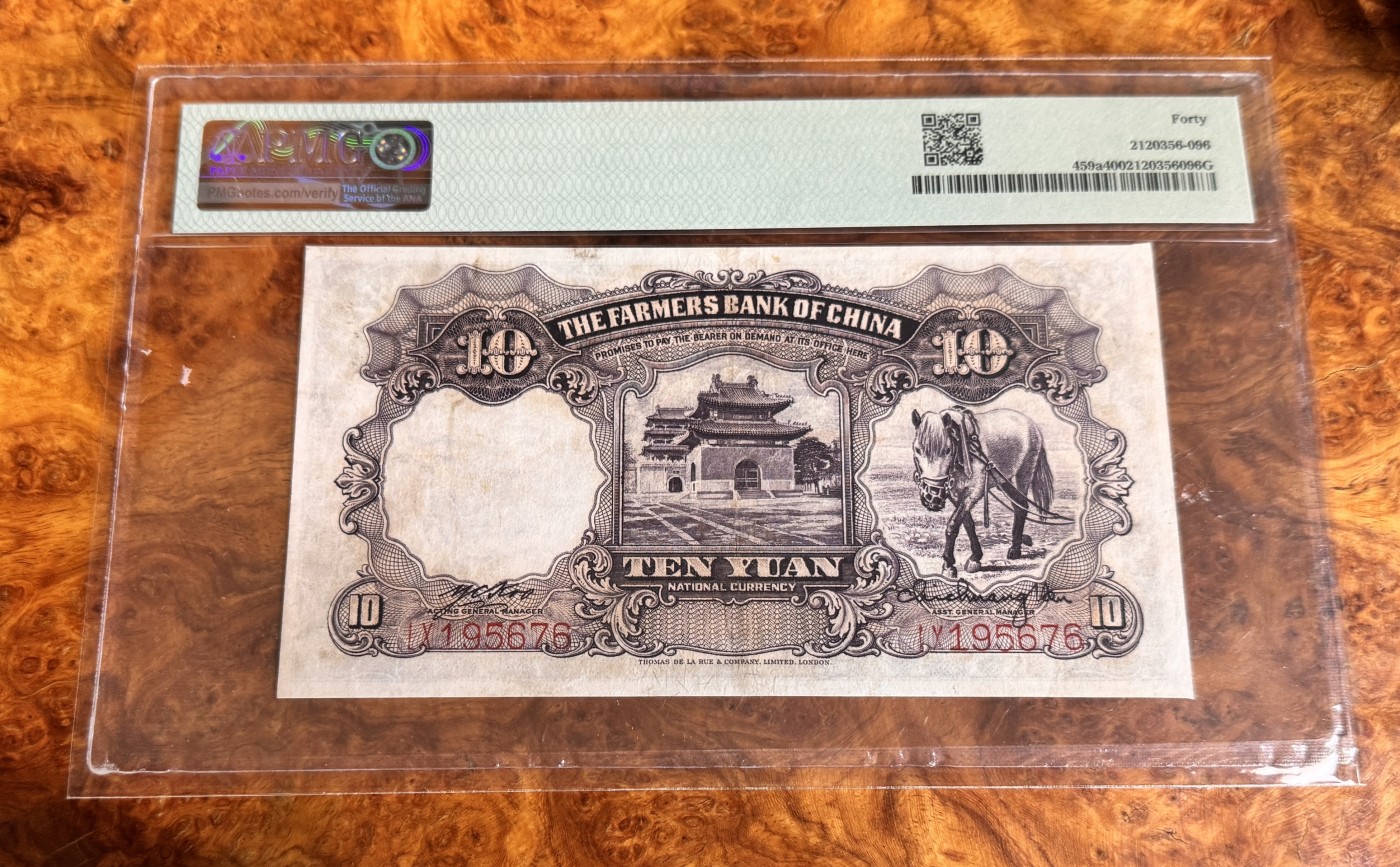 Forty
2120356-096
459a4002120356096G
PMG
PMGnotes.com/verify
The Official Grading
Service of the ANA
THE FARMERS BANK OF CHINA
10
10
PROMISES TO PAY THE BEARER ON DEMAND AT ITS OFFICE HERE
TEN YUAN
NATIONAL CURRENCY
ACTING GENERAL MANAGER
ASST. GENERAL MANAGER
10
10
195676
195676
THOMAS DE LA RUE & COMPANY, LIMITED, LONDON.